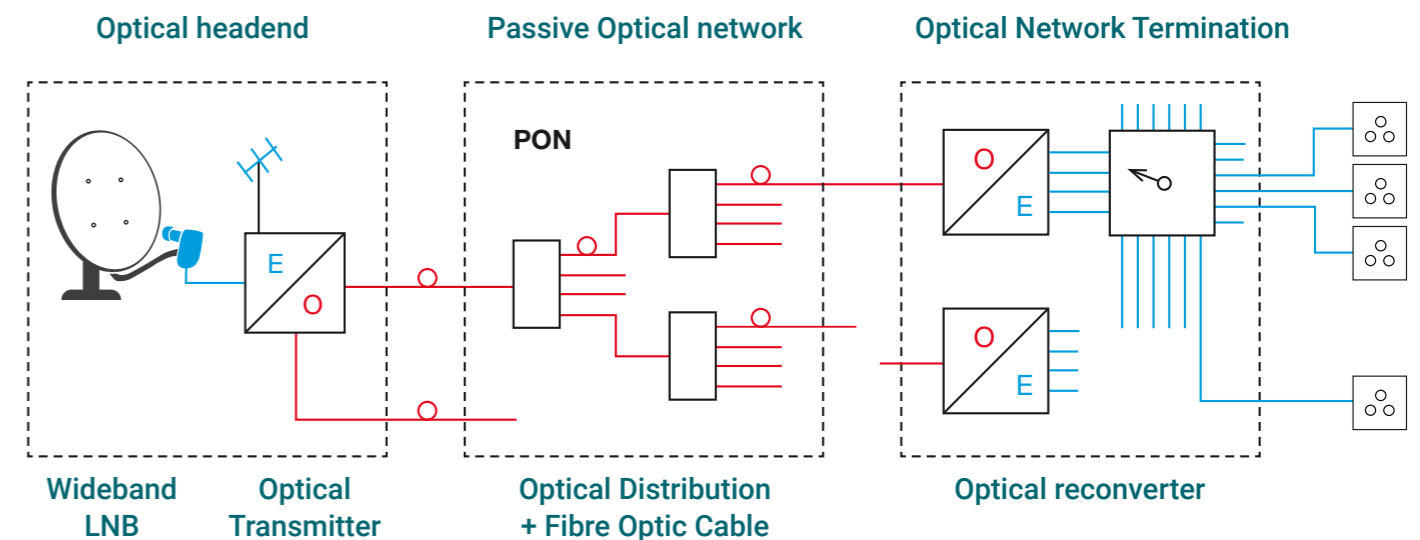 Optical headend
Passive Optical network
Optical Network Termination
PON
E
O
O
E
O
E
Wideband
LNB
Optical
Transmitter
Optical Distribution
+ Fibre Optic Cable
Optical reconverter